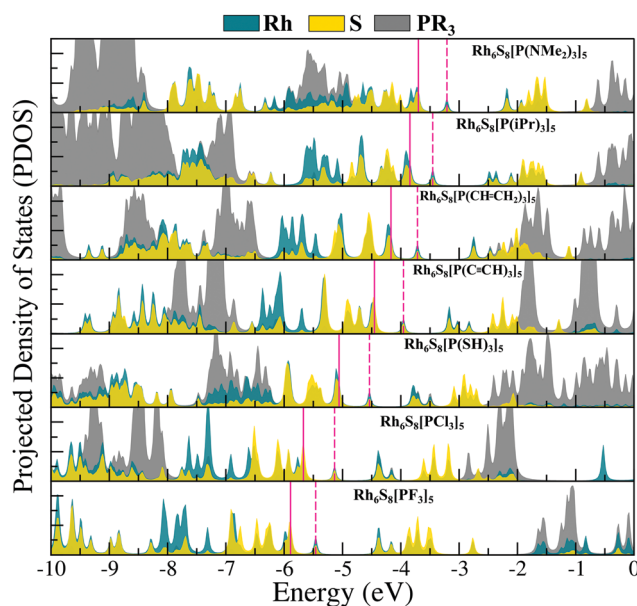 Rh S PR₃
Projected Density of States (PDOS)
Rh₆S₈[P(NMe₂)₃]₅
Rh₆S₈[P(iPr)₃]₅
Rh₆S₈[P(CH=CH₂)₃]₅
Rh₆S₈[P(C≡CH)₃]₅
Rh₆S₈[P(SH)₃]₅
Rh₆S₈[PCl₃]₅
Rh₆S₈[PF₃]₅
-10 -9 -8 -7 -6 -5 -4 -3 -2 -1 0
Energy (eV)